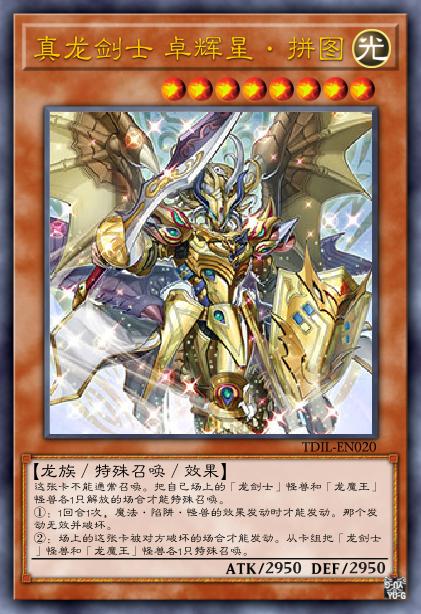 真龙剑士 卓辉星·拼图 光
TDIL-EN020
【龙族/特殊召唤/效果】
这张卡不能通常召唤。把自己场上的「龙剑士」怪兽和「龙魔王」
怪兽各1只解放的场合才能特殊召唤。
①：1回合1次，魔法·陷阱·怪兽的效果发动时才能发动。那个发
动无效并破坏。
②：场上的这张卡被对方破坏的场合才能发动。从卡组把「龙剑士」
怪兽和「龙魔王」怪兽各1只特殊召唤。
ATK/2950 DEF/2950